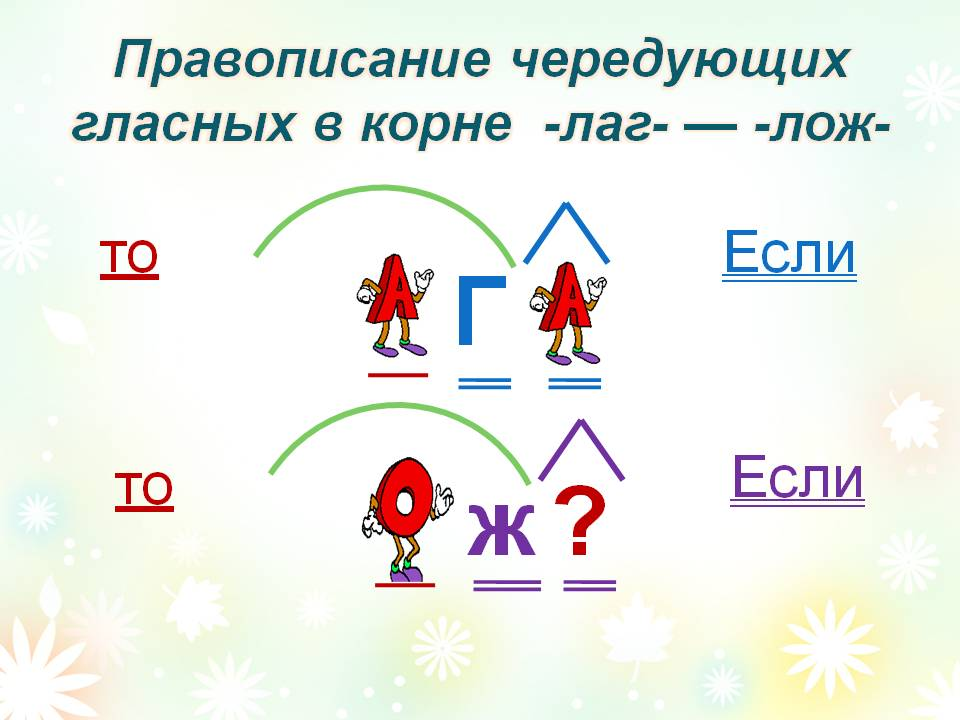 Правописание чередующих
гласных в корне -лаг- — -лож-
то А Г А Если
то О ж ? Если